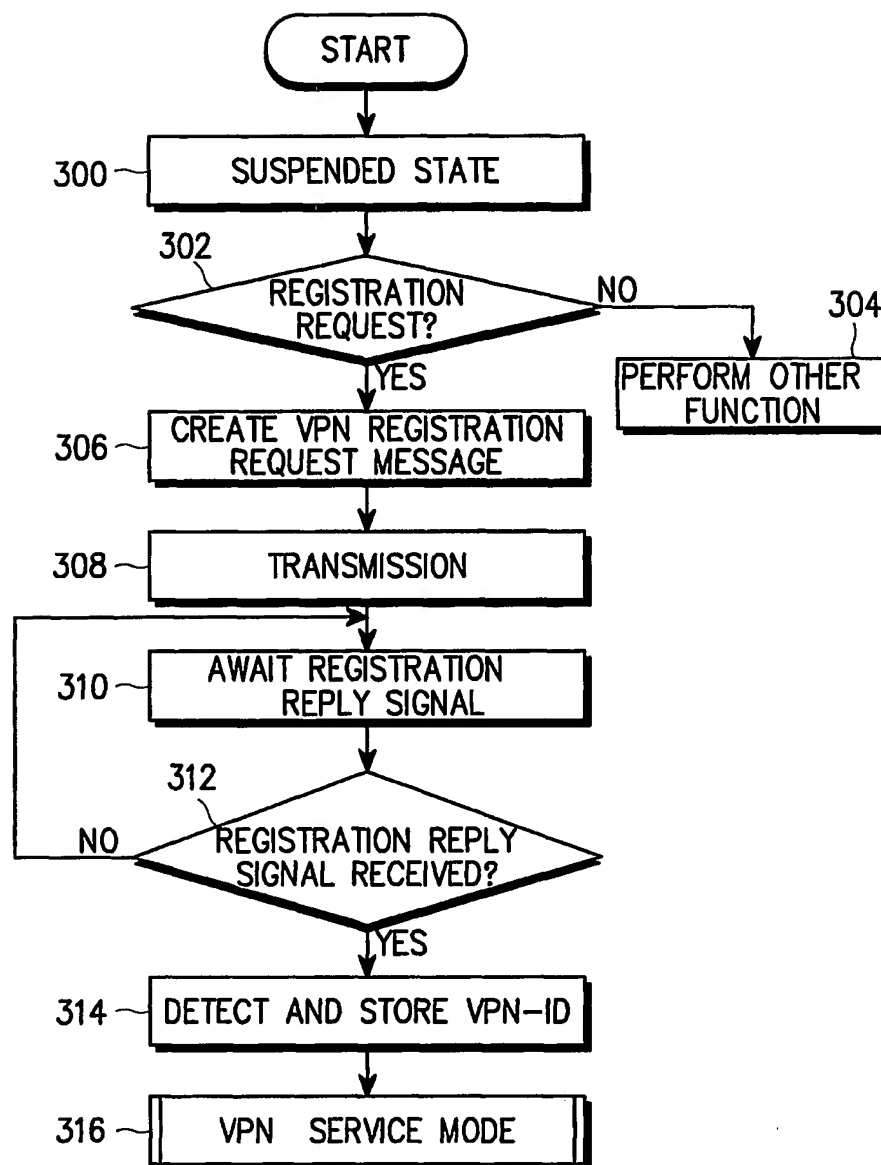 START
300
SUSPENDED STATE
302
REGISTRATION
REQUEST?
NO
304
PERFORM OTHER
FUNCTION
YES
306
CREATE VPN REGISTRATION
REQUEST MESSAGE
308
TRANSMISSION
310
AWAIT REGISTRATION
REPLY SIGNAL
312
REGISTRATION REPLY
SIGNAL RECEIVED?
NO
YES
314
DETECT AND STORE VPN-ID
316
VPN SERVICE MODE